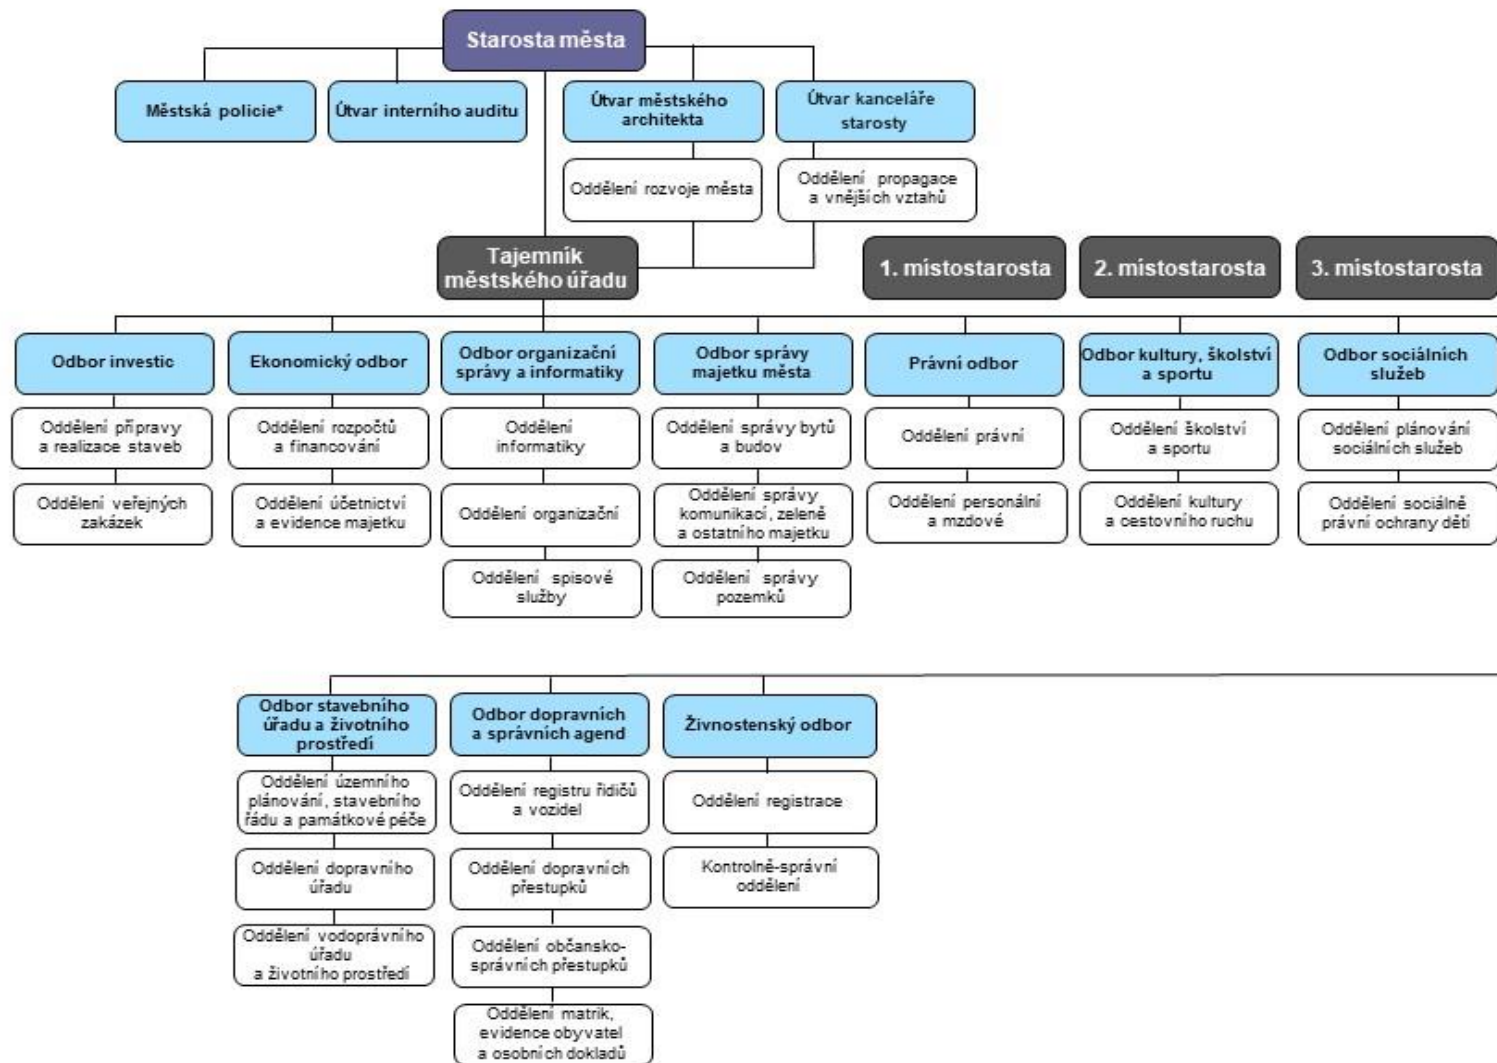 Starosta města
Městská policie*
Útvar interního auditu
Útvar městského
architekta
Útvar kanceláře
starosty
Oddělení rozvoje města
Oddělení propagace
a vnějších vztahů
Tajemník
městského úřadu
1. místostarosta
2. místostarosta
3. místostarosta
Odbor investic
Ekonomický odbor
Odbor organizační
správy a informatiky
Odbor správy
majetku města
Právní odbor
Odbor kultury, školství
a sportu
Odbor sociálních
služeb
Oddělení přípravy
a realizace staveb
Oddělení rozpočtů
a financování
Oddělení
informatiky
Oddělení správy bytů
a budov
Oddělení právní
Oddělení školství
a sportu
Oddělení plánování
sociálních služeb
Oddělení veřejných
zakázek
Oddělení účetnictví
a evidence majetku
Oddělení organizační
Oddělení správy
komunikací, zeleně
a ostatního majetku
Oddělení personální
a mzdové
Oddělení kultury
a cestovního ruchu
Oddělení sociálně
právní ochrany dětí
Oddělení spisové
služby
Oddělení správy
pozemků
Odbor stavebního
úřadu a životního
prostředí
Odbor dopravních
a správních agend
Živnostenský odbor
Oddělení územního
plánování, stavebního
řádu a památkové péče
Oddělení registru řidičů
a vozidel
Oddělení registrace
Oddělení dopravního
úřadu
Oddělení dopravních
přestupků
Kontrolně-správní
oddělení
Oddělení vodoprávního
úřadu
a životního prostředí
Oddělení občansko-
správních přestupků
Oddělení matrik,
evidence obyvatel
a osobních dokladů